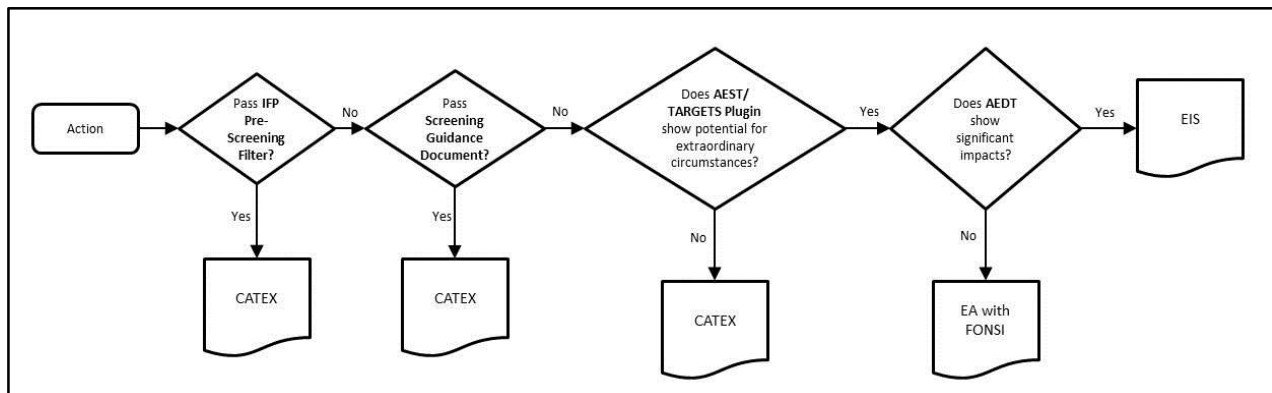 Action
Pass IFP
Pre-
Screening
Filter?
No
Yes
CATEX
Pass
Screening
Guidance
Document?
No
Yes
CATEX
Does AEST/
TARGETS Plugin
show potential for
extraordinary
circumstances?
Yes
No
CATEX
Does AEDT
show
significant
impacts?
Yes
No
EA with
FONSI
EIS